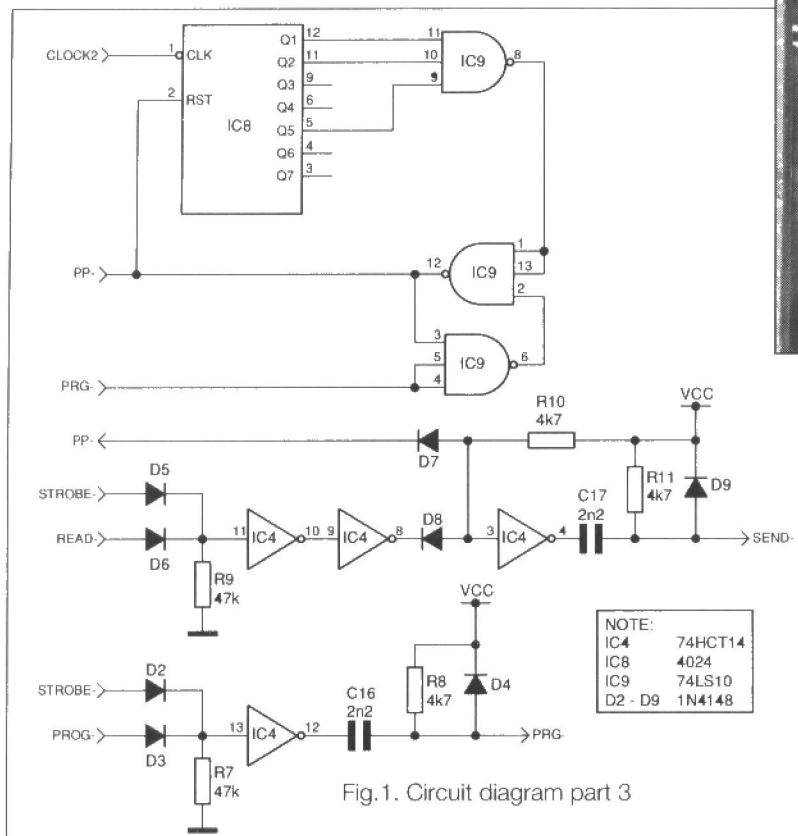 CLOCK2
1
CLK
Q1
12
11
IC9
8
Q2
11
10
2
RST
Q3
9
9
Q4
6
IC8
Q5
5
Q6
4
Q7
3
PP-
12
IC9
1
13
2
PRG-
3
5
4
IC9
6
VCC
PP-
D7
R10
4k7
R11
4k7
D9
STROBE-
D5
C17
2n2
READ-
D6
11
IC4
10
9
IC4
8
D8
3
IC4
4
SEND-
R9
47k
VCC
STROBE-
D2
C16
2n2
R8
4k7
D4
PROG-
D3
13
IC4
12
PRG-
R7
47k
NOTE:
IC4 74HCT14
IC8 4024
IC9 74LS10
D2 - D9 1N4148
Fig.1. Circuit diagram part 3